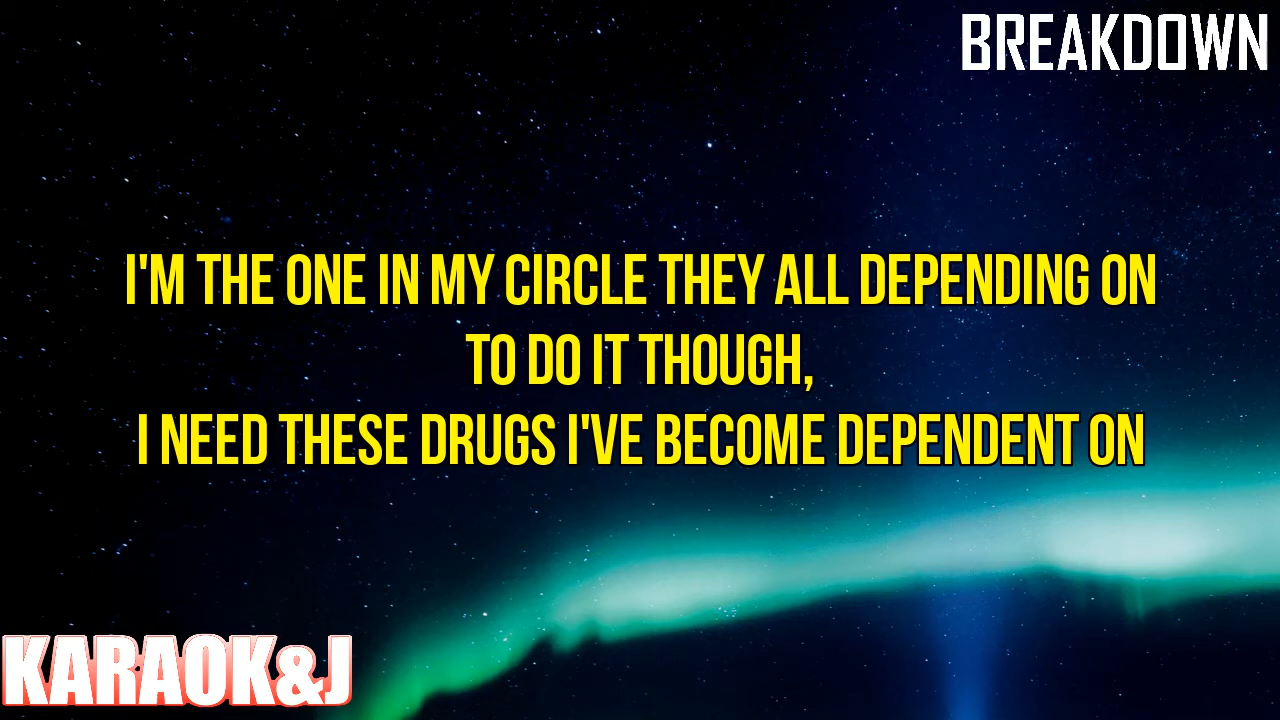 BREAKDOWN
I'M THE ONE IN MY CIRCLE THEY ALL DEPENDING ON
TO DO IT THOUGH,
I NEED THESE DRUGS I'VE BECOME DEPENDENT ON
KARAOK&J